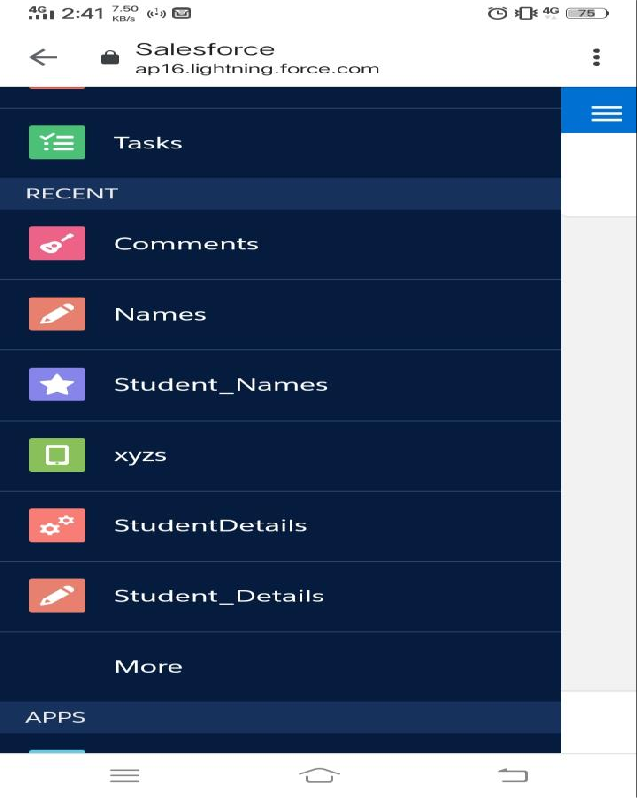 4G 2:41 7.50 KB/s 4G 75
Salesforce
ap16.lightning.force.com
Tasks
RECENT
Comments
Names
Student_Names
xyzs
StudentDetails
Student_Details
More
APPS